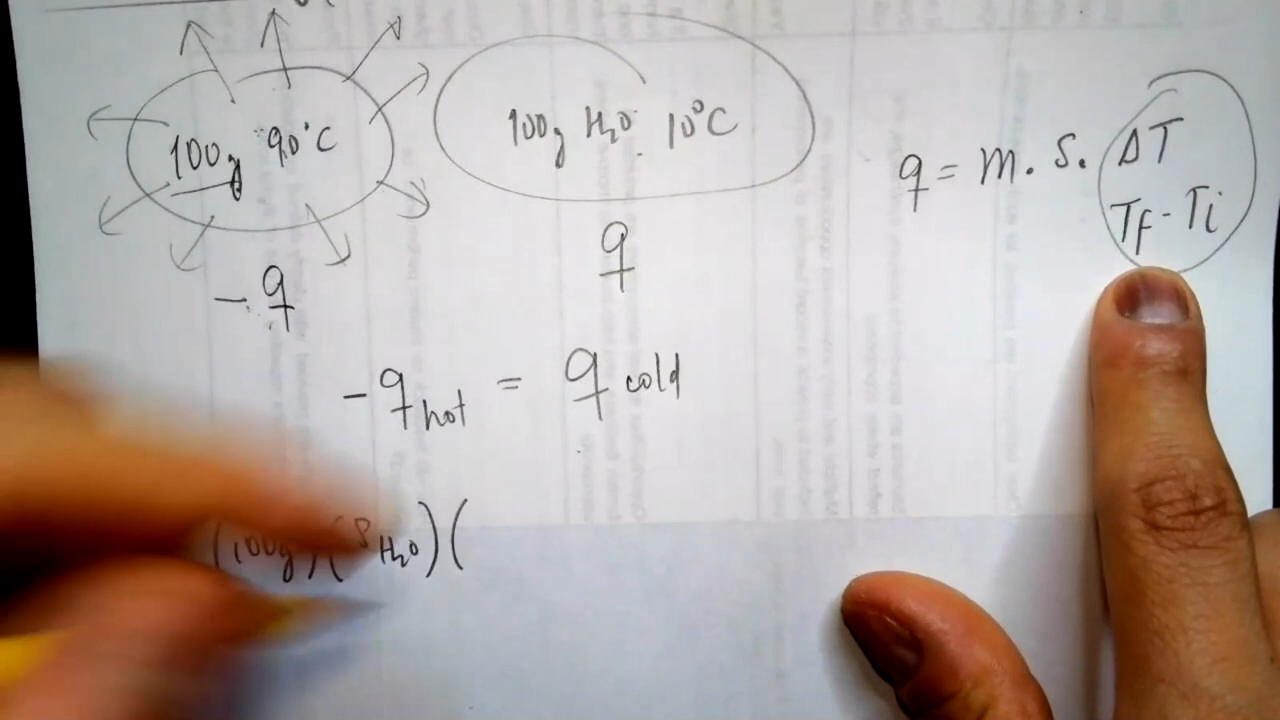 100g 90°C
100g H₂O 10°C
q = m · s · ΔT
Tf - Ti
- q
q
- q hot = q cold
(100g)(s H₂O)(